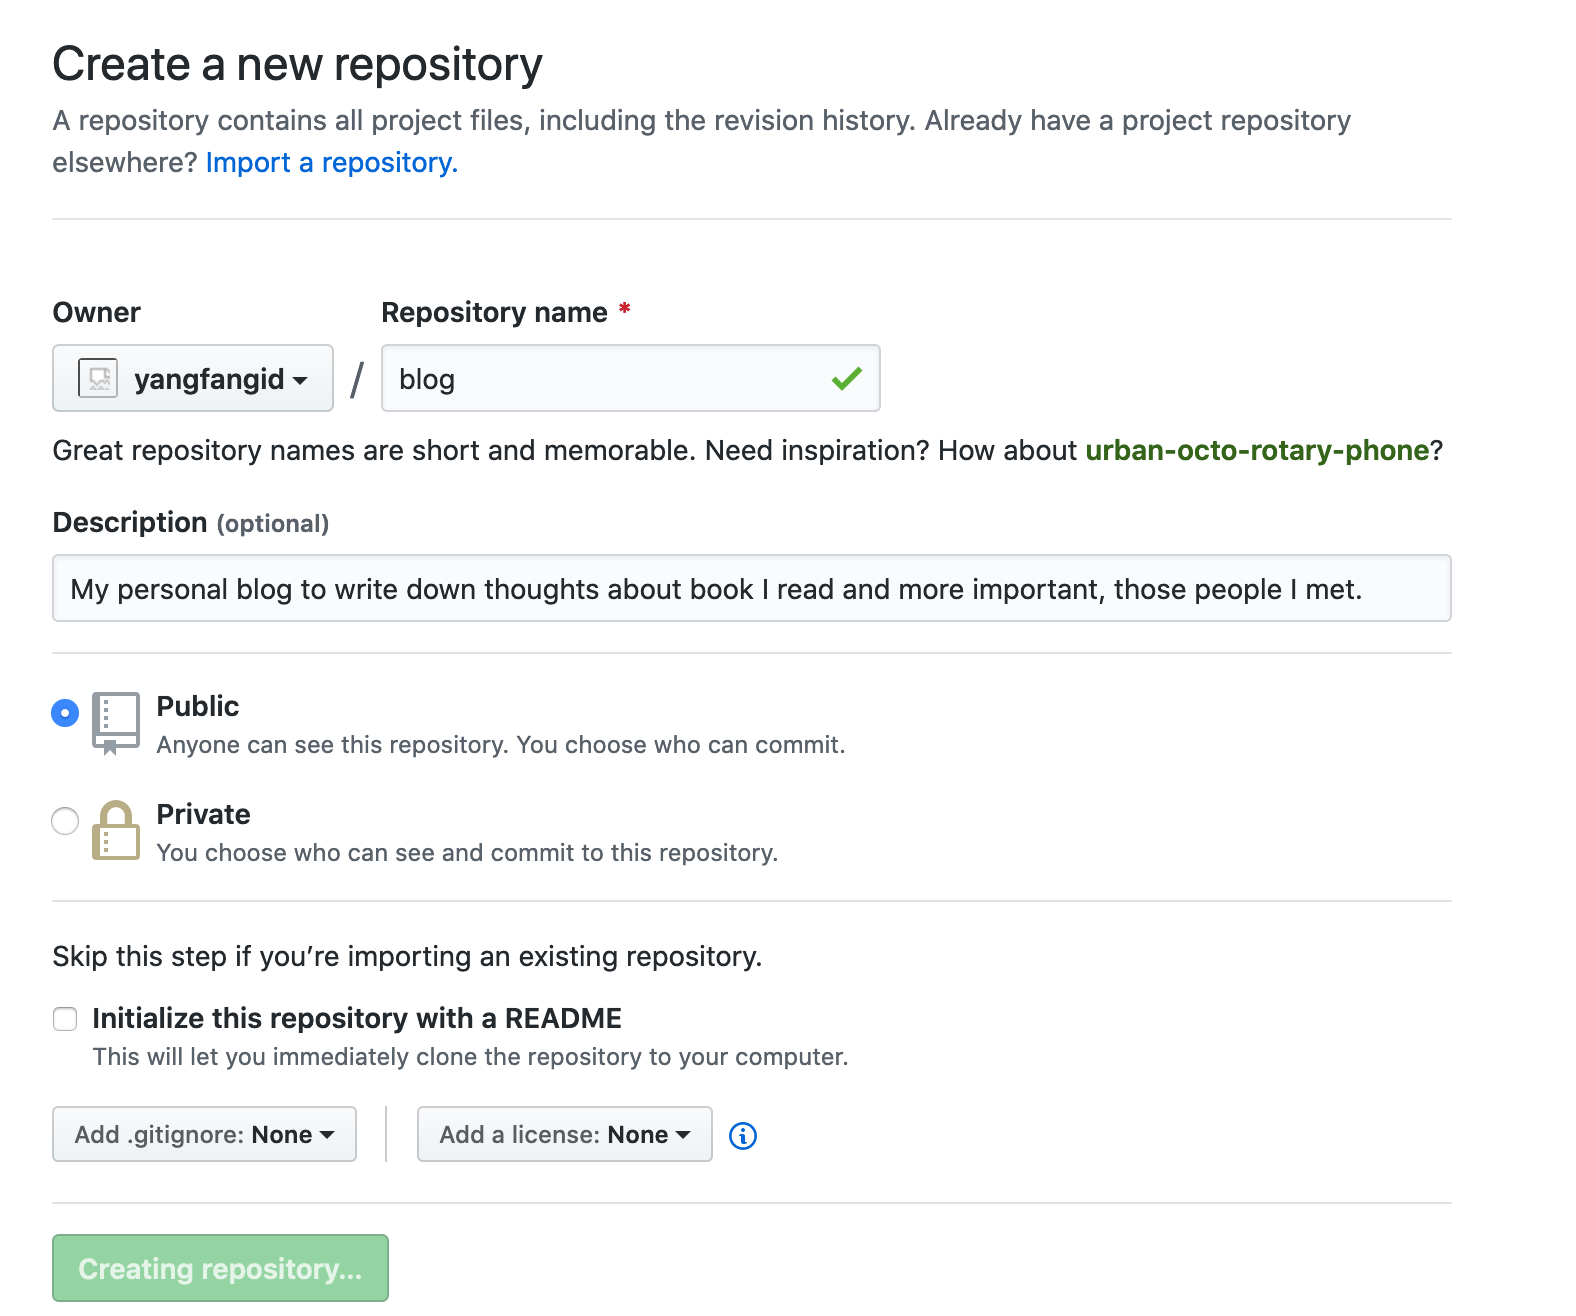 Create a new repository
A repository contains all project files, including the revision history. Already have a project repository
elsewhere? Import a repository.
Owner
Repository name *
yangfangid
/
blog
Great repository names are short and memorable. Need inspiration? How about urban-octo-rotary-phone?
Description (optional)
My personal blog to write down thoughts about book I read and more important, those people I met.
Public
Anyone can see this repository. You choose who can commit.
Private
You choose who can see and commit to this repository.
Skip this step if you’re importing an existing repository.
Initialize this repository with a README
This will let you immediately clone the repository to your computer.
Add .gitignore: None
Add a license: None
Creating repository...